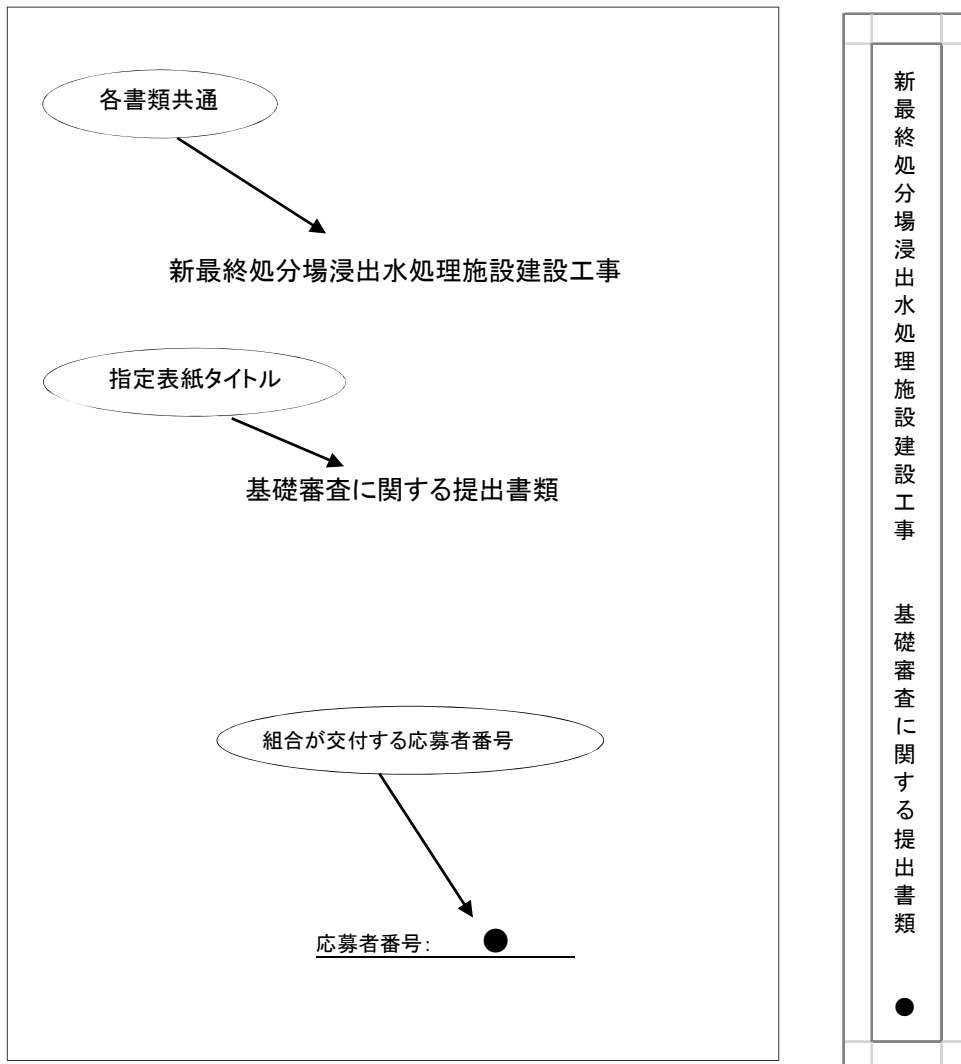 各書類共通
新最終処分場浸出水処理施設建設工事
指定表紙タイトル
基礎審査に関する提出書類
組合が交付する応募者番号
応募者番号: ●
新最終処分場浸出水処理施設建設工事 基礎審査に関する提出書類 ●